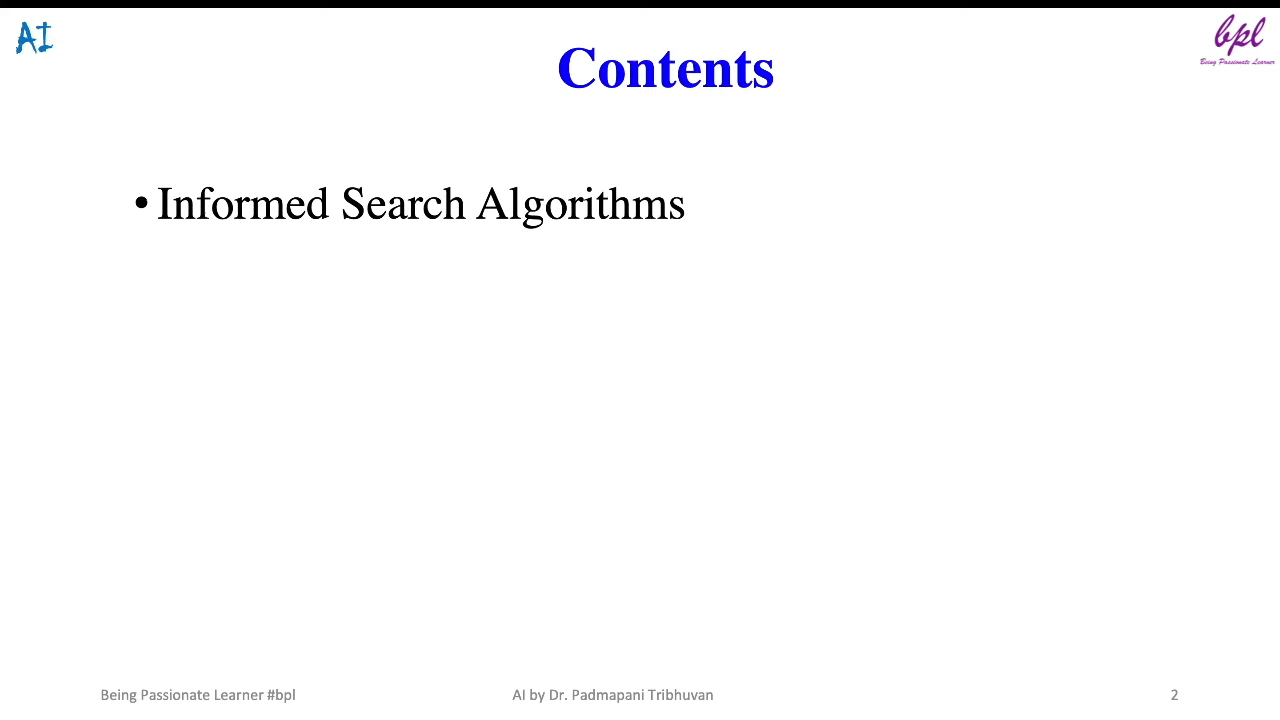 AI
bpl
Being Passionate Learner
Contents
• Informed Search Algorithms
Being Passionate Learner #bpl
AI by Dr. Padmapani Tribhuvan
2